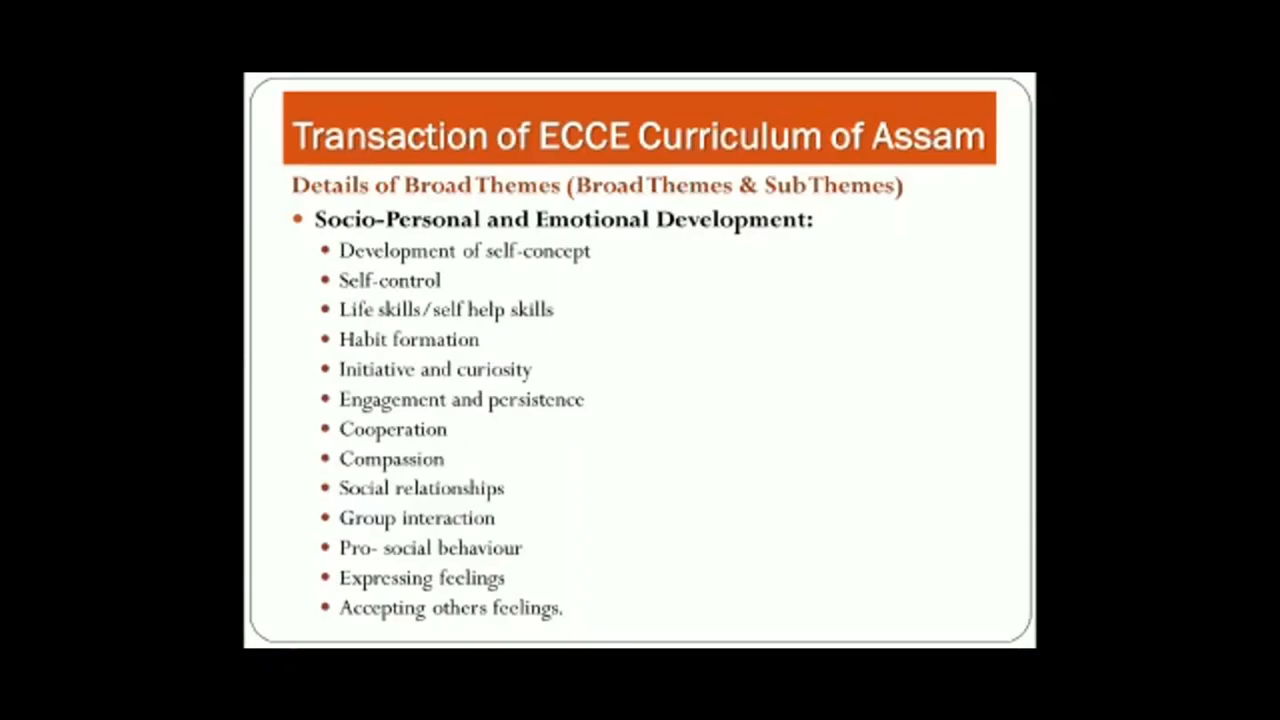 Transaction of ECCE Curriculum of Assam
Details of Broad Themes (Broad Themes & Sub Themes)
• Socio-Personal and Emotional Development:
• Development of self-concept
• Self-control
• Life skills/self help skills
• Habit formation
• Initiative and curiosity
• Engagement and persistence
• Cooperation
• Compassion
• Social relationships
• Group interaction
• Pro- social behaviour
• Expressing feelings
• Accepting others feelings.